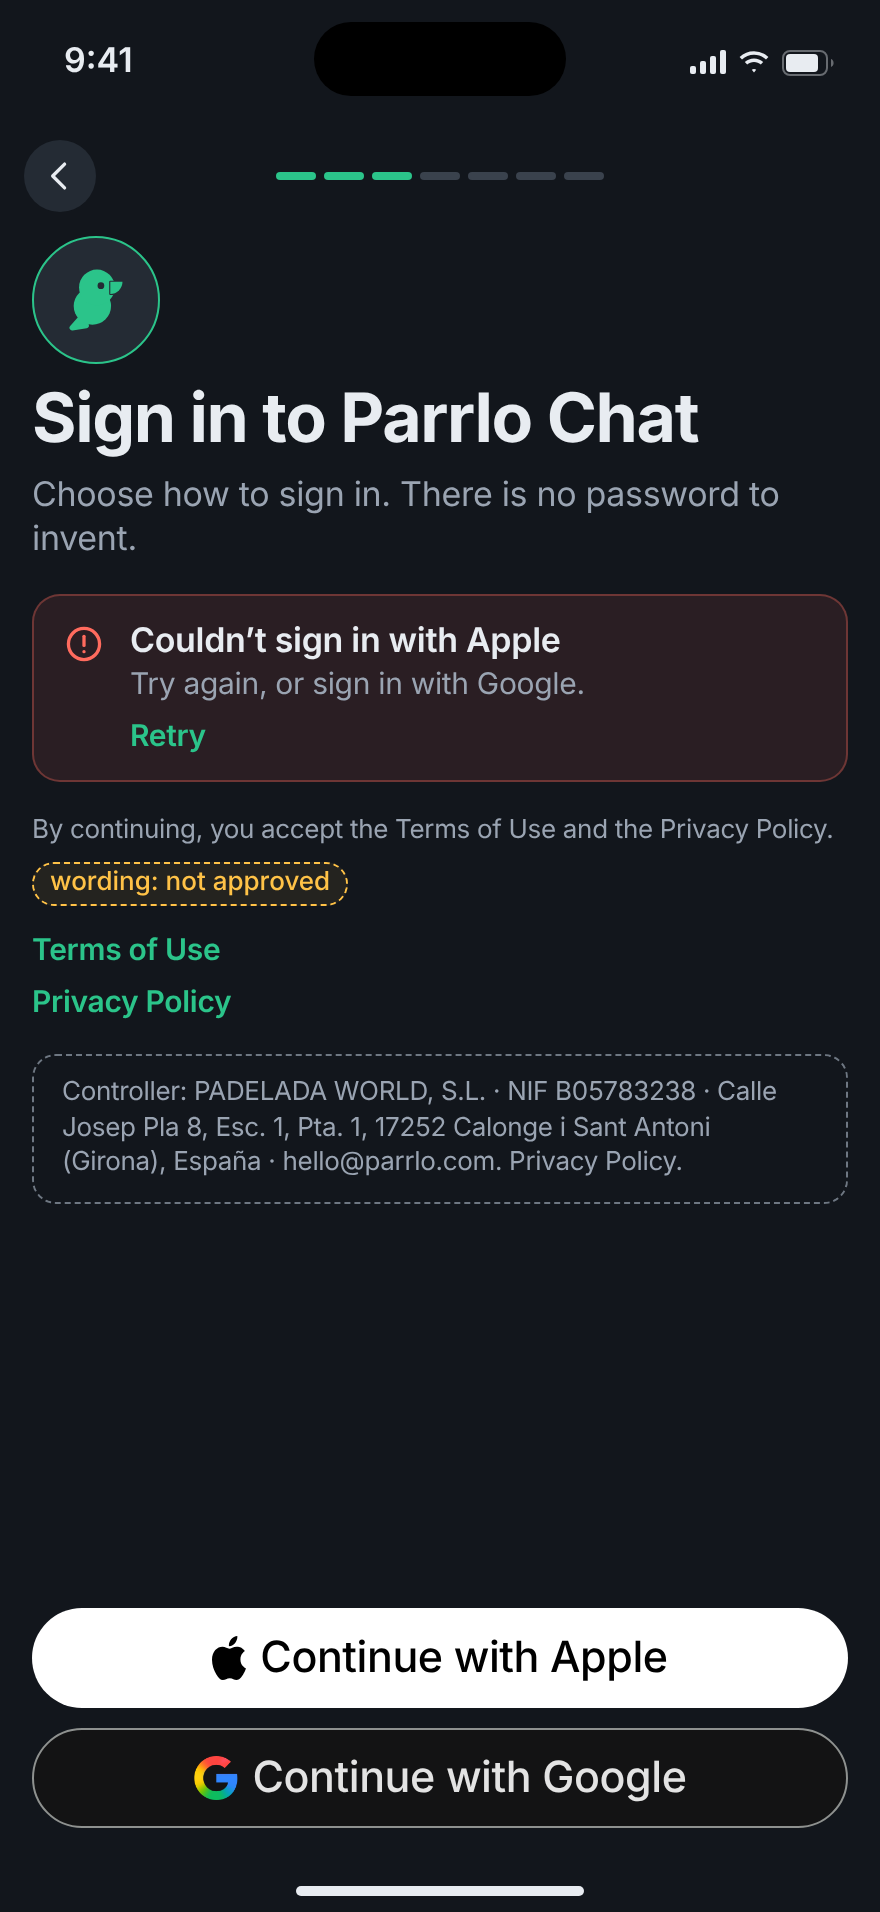 9:41
Sign in to Parrlo Chat
Choose how to sign in. There is no password to
invent.
Couldn’t sign in with Apple
Try again, or sign in with Google.
Retry
By continuing, you accept the Terms of Use and the Privacy Policy.
wording: not approved
Terms of Use
Privacy Policy
Controller: PADELADA WORLD, S.L. · NIF B05783238 · Calle
Josep Pla 8, Esc. 1, Pta. 1, 17252 Calonge i Sant Antoni
(Girona), España · hello@parrlo.com. Privacy Policy.
Continue with Apple
Continue with Google